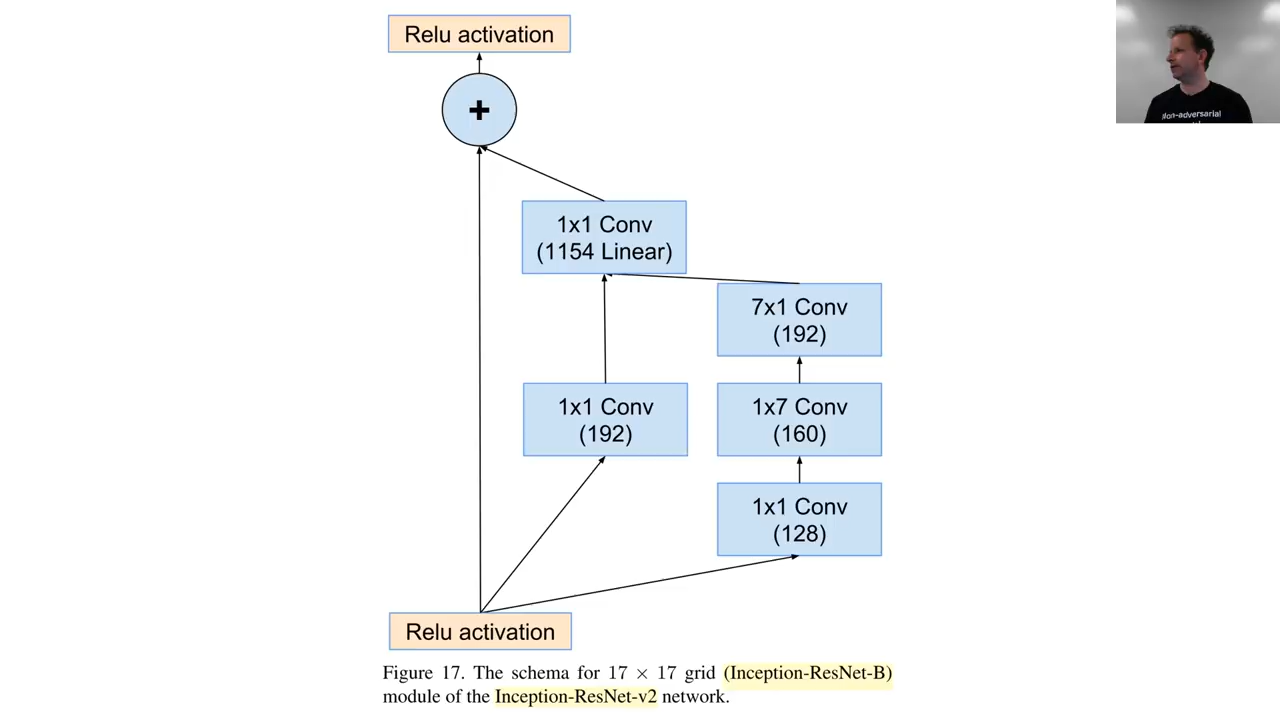 Relu activation
+
1x1 Conv
(1154 Linear)
7x1 Conv
(192)
1x1 Conv
(192)
1x7 Conv
(160)
1x1 Conv
(128)
Relu activation
Figure 17. The schema for 17 × 17 grid (Inception-ResNet-B)
module of the Inception-ResNet-v2 network.